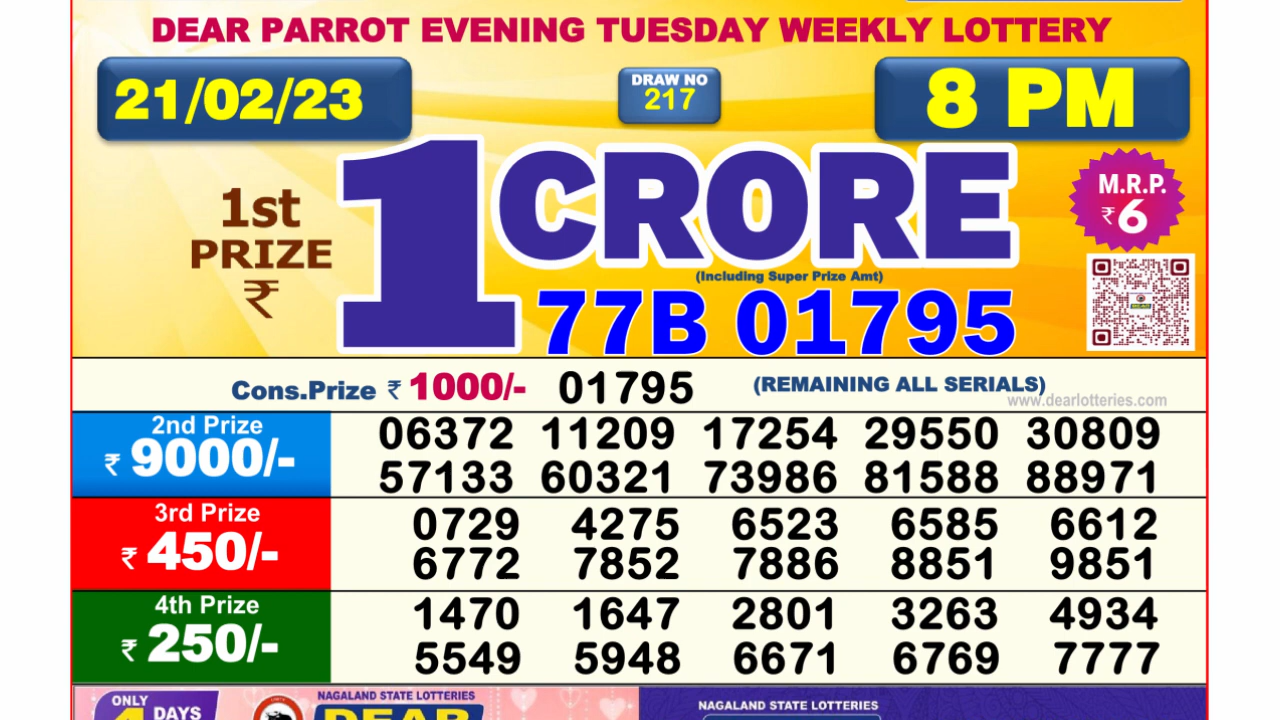 DEAR PARROT EVENING TUESDAY WEEKLY LOTTERY
21/02/23
DRAW NO
217
8 PM
1st
PRIZE
₹
1 CRORE
(Including Super Prize Amt)
77B 01795
M.R.P.
₹ 6
Cons.Prize ₹ 1000/- 01795 (REMAINING ALL SERIALS)
www.dearlotteries.com
2nd Prize
₹ 9000/-
06372 11209 17254 29550 30809
57133 60321 73986 81588 88971
3rd Prize
₹ 450/-
0729 4275 6523 6585 6612
6772 7852 7886 8851 9851
4th Prize
₹ 250/-
1470 1647 2801 3263 4934
5549 5948 6671 6769 7777
ONLY
4 DAYS
NAGALAND STATE LOTTERIES
DEAR
NAGALAND STATE LOTTERIES